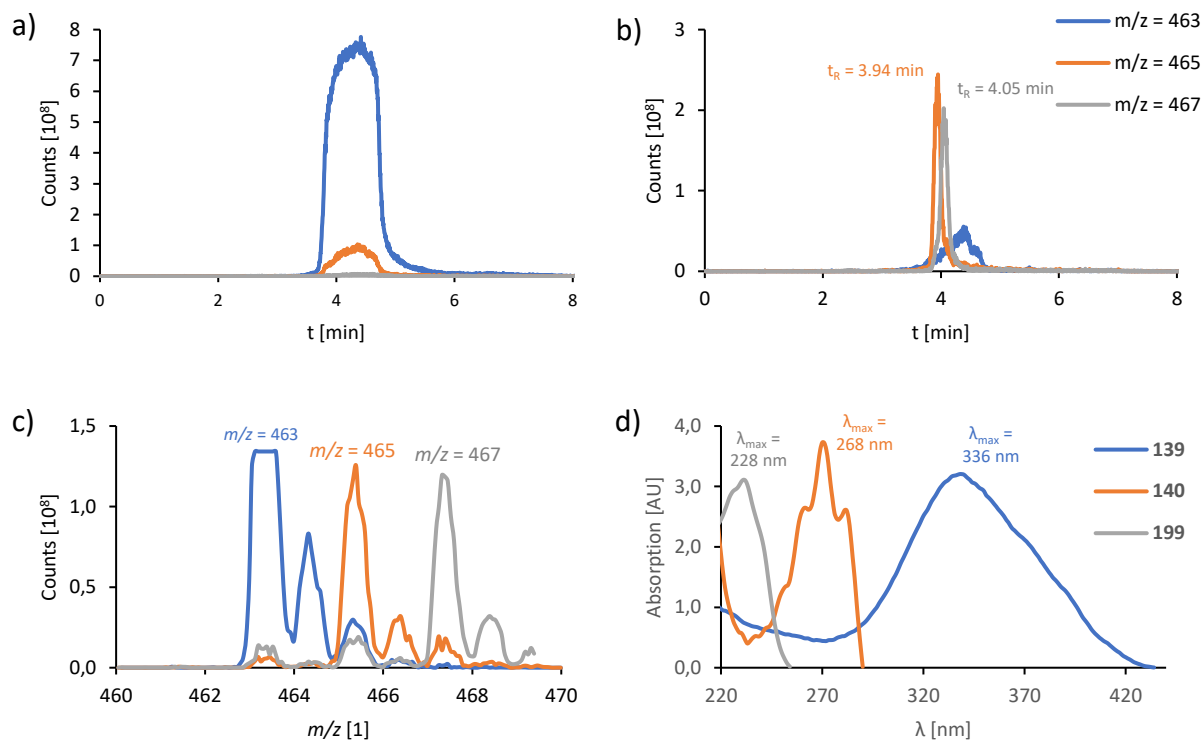 a)
Counts [10⁸]
8
7
6
5
4
3
2
1
0
0 2 4 6 8
t [min]
b)
Counts [10⁸]
3
2
1
0
0 2 4 6 8
t [min]
t_R = 3.94 min
t_R = 4.05 min
m/z = 463
m/z = 465
m/z = 467
c)
Counts [10⁸]
1,5
1,0
0,5
0,0
460 462 464 466 468 470
m/z [1]
m/z = 463
m/z = 465
m/z = 467
d)
Absorption [AU]
4,0
3,0
2,0
1,0
0,0
220 270 320 370 420
λ [nm]
λmax =
228 nm
λmax =
268 nm
λmax =
336 nm
139
140
199